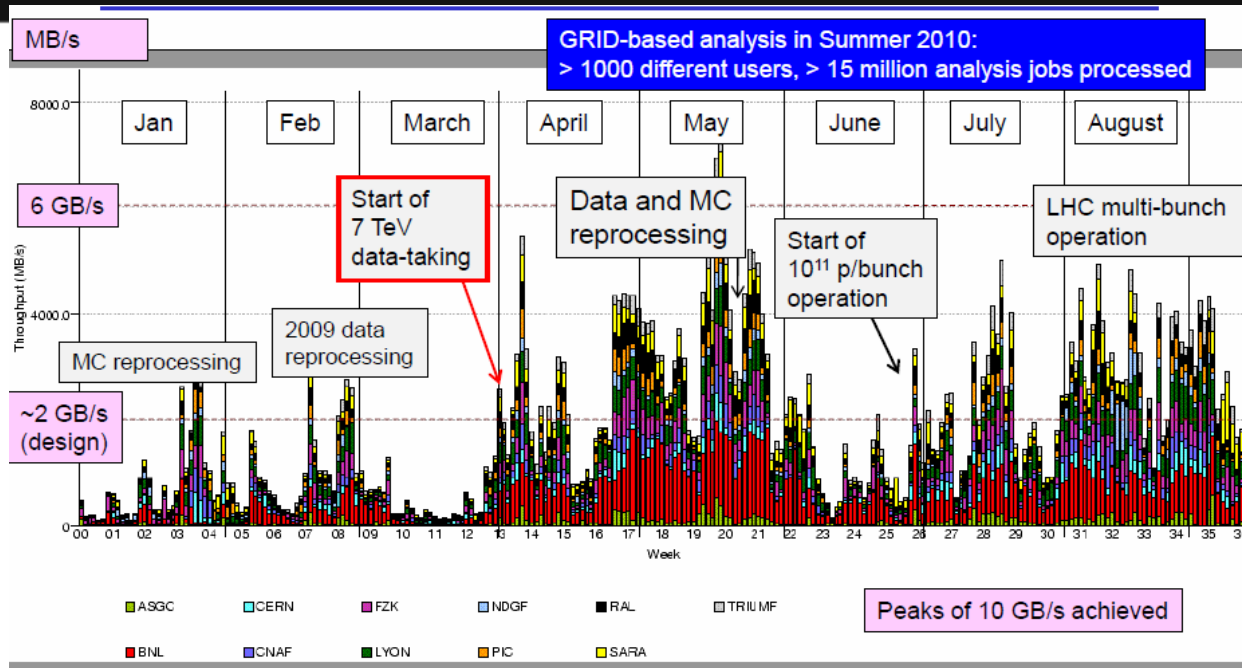 MB/s
GRID-based analysis in Summer 2010:
> 1000 different users, > 15 million analysis jobs processed
8000.0
Jan
Feb
March
April
May
June
July
August
6 GB/s
Start of
7 TeV
data-taking
Data and MC
reprocessing
Start of
10¹¹ p/bunch
operation
LHC multi-bunch
operation
Throughput (MB/s)
4000.0
MC reprocessing
2009 data
reprocessing
~2 GB/s
(design)
0
00 01 02 03 04 05 06 07 08 09 10 11 12 13 14 15 16 17 18 19 20 21 22 23 24 25 26 27 28 29 30 31 32 33 34 35
Week
ASGC CERN FZK NDGF RAL TRIUMF
BNL CNAF LYON PIC SARA
Peaks of 10 GB/s achieved